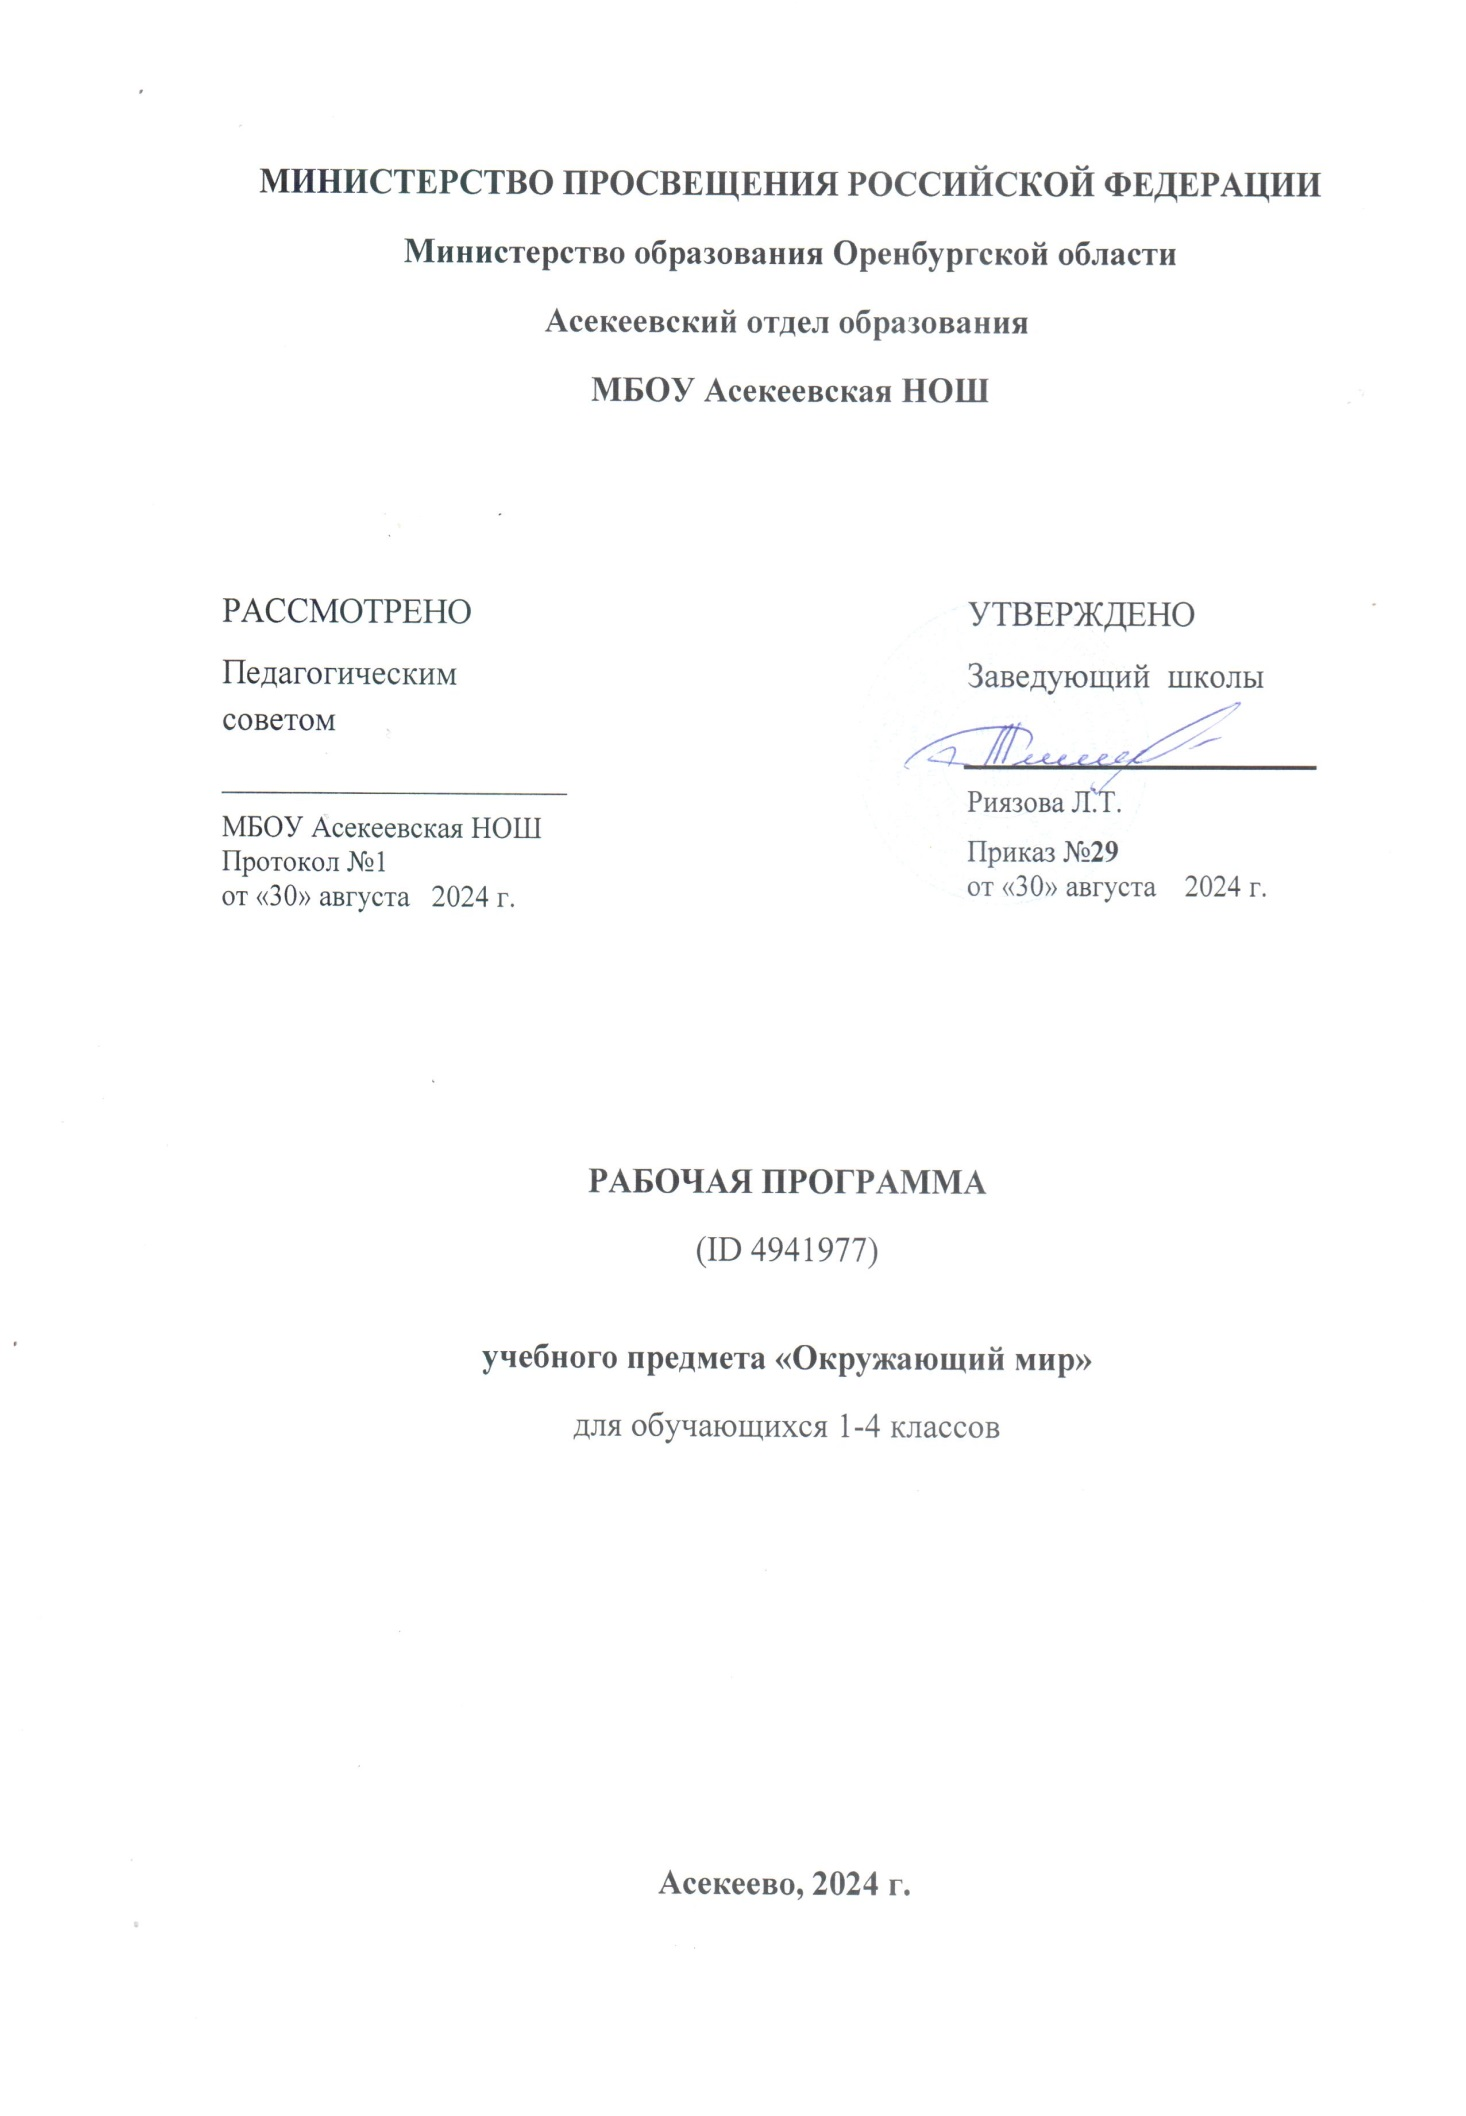 МИНИСТЕРСТВО ПРОСВЕЩЕНИЯ РОССИЙСКОЙ ФЕДЕРАЦИИ
Министерство образования Оренбургской области
Асекеевский отдел образования
МБОУ Асекеевская НОШ
РАССМОТРЕНО
Педагогическим
советом
МБОУ Асекеевская НОШ
Протокол №1
от «30» августа 2024 г.
УТВЕРЖДЕНО
Заведующий школы
Риязова Л.Т.
Приказ №29
от «30» августа 2024 г.
РАБОЧАЯ ПРОГРАММА
(ID 4941977)
учебного предмета «Окружающий мир»
для обучающихся 1-4 классов
Асекеево, 2024 г.